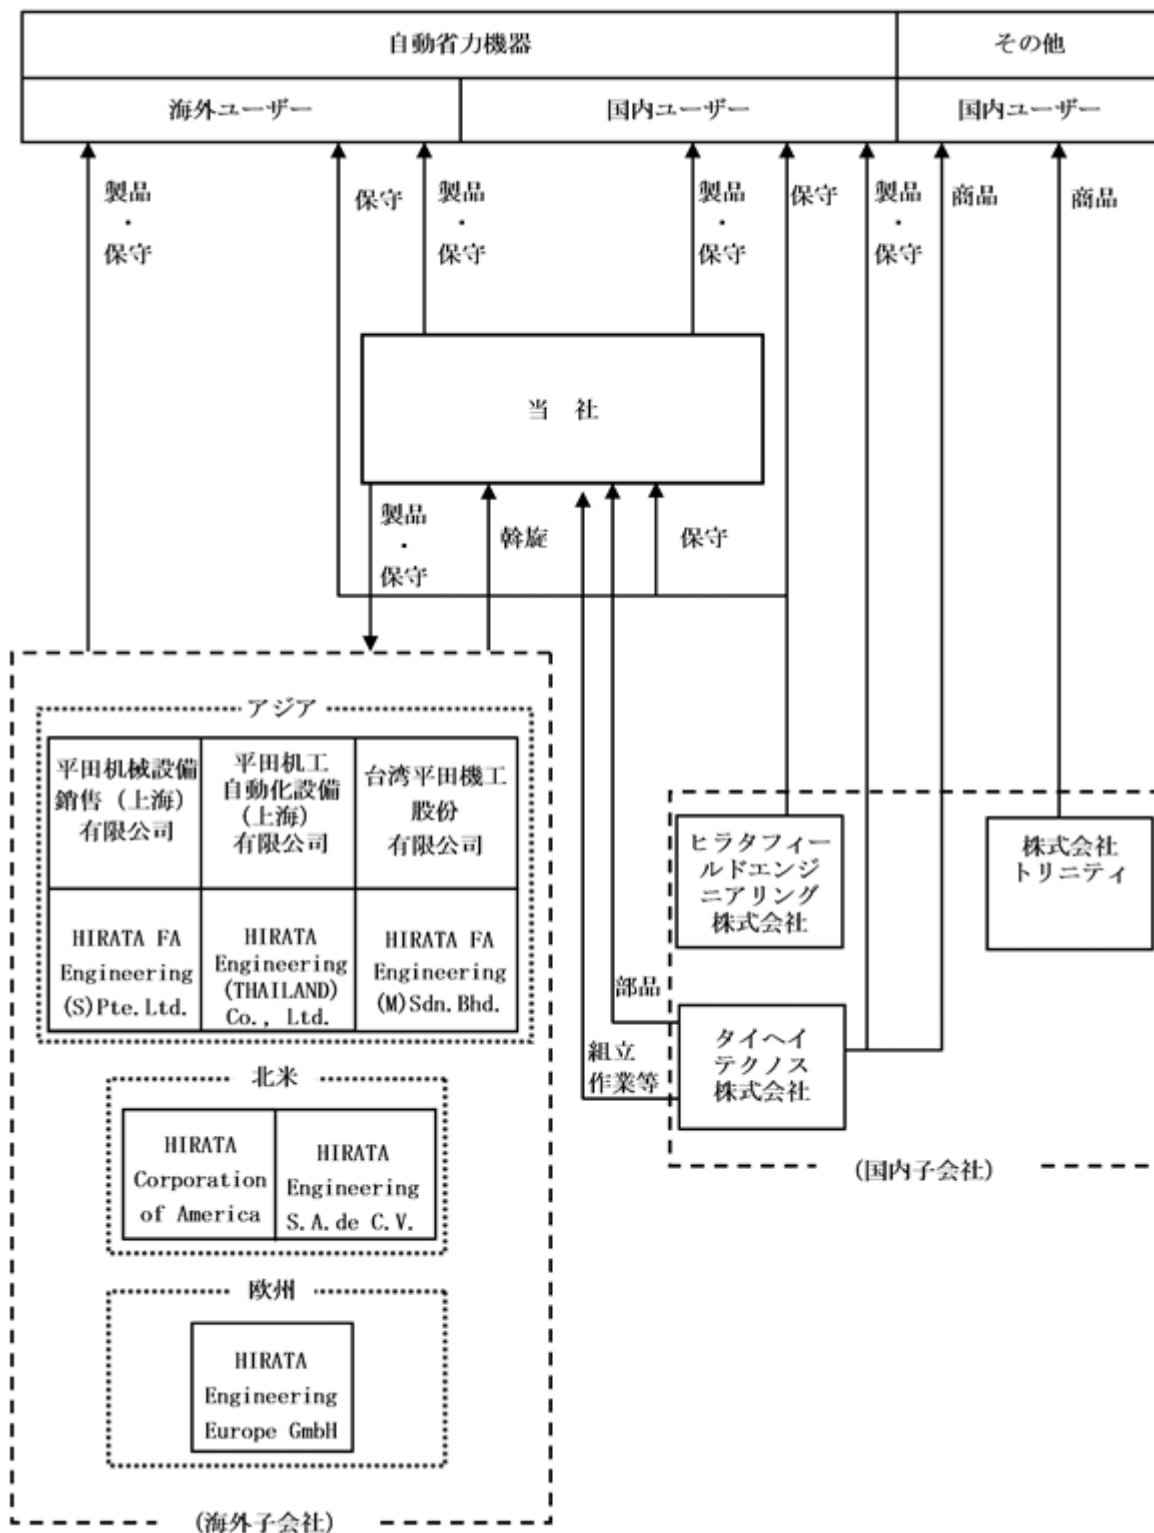 自動省力機器
その他
海外ユーザー
国内ユーザー
国内ユーザー
製品
・
保守
保守
製品
・
保守
製品
・
保守
保守
製品
・
保守
商品
商品
当 社
製品
・
保守
斡旋
保守
アジア
平田机械設備
銷售（上海）
有限公司
平田机工
自動化設備
（上海）
有限公司
台湾平田機工
股份
有限公司
HIRATA FA
Engineering
(S)Pte.Ltd.
HIRATA
Engineering
(THAILAND)
Co., Ltd.
HIRATA FA
Engineering
(M)Sdn.Bhd.
北米
HIRATA
Corporation
of America
HIRATA
Engineering
S.A.de C.V.
欧州
HIRATA
Engineering
Europe GmbH
(海外子会社)
ヒラタフィー
ルドエンジ
ニアリング
株式会社
株式会社
トリニティ
部品
組立
作業等
タイヘイ
テクノス
株式会社
(国内子会社)